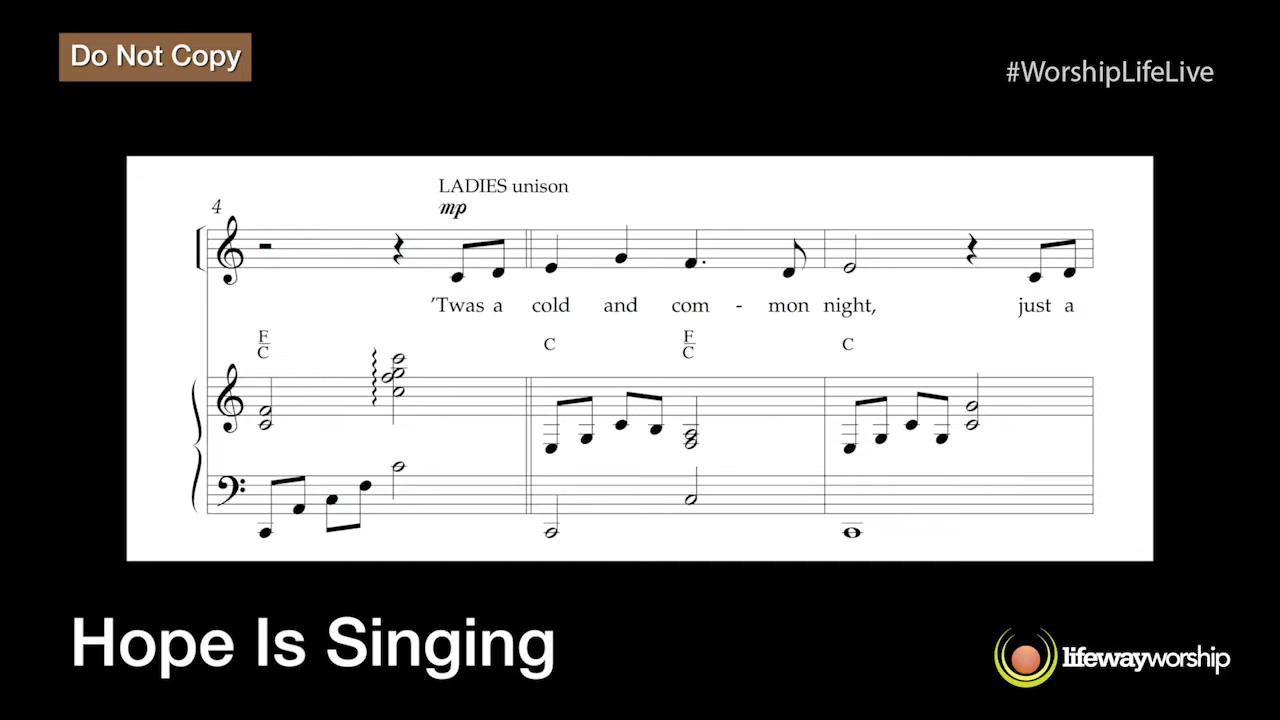 Do Not Copy
#WorshipLifeLive
LADIES unison
4
mp
’Twas a cold and com - mon night, just a
F
C
C
F
C
C
Hope Is Singing
lifewayworship